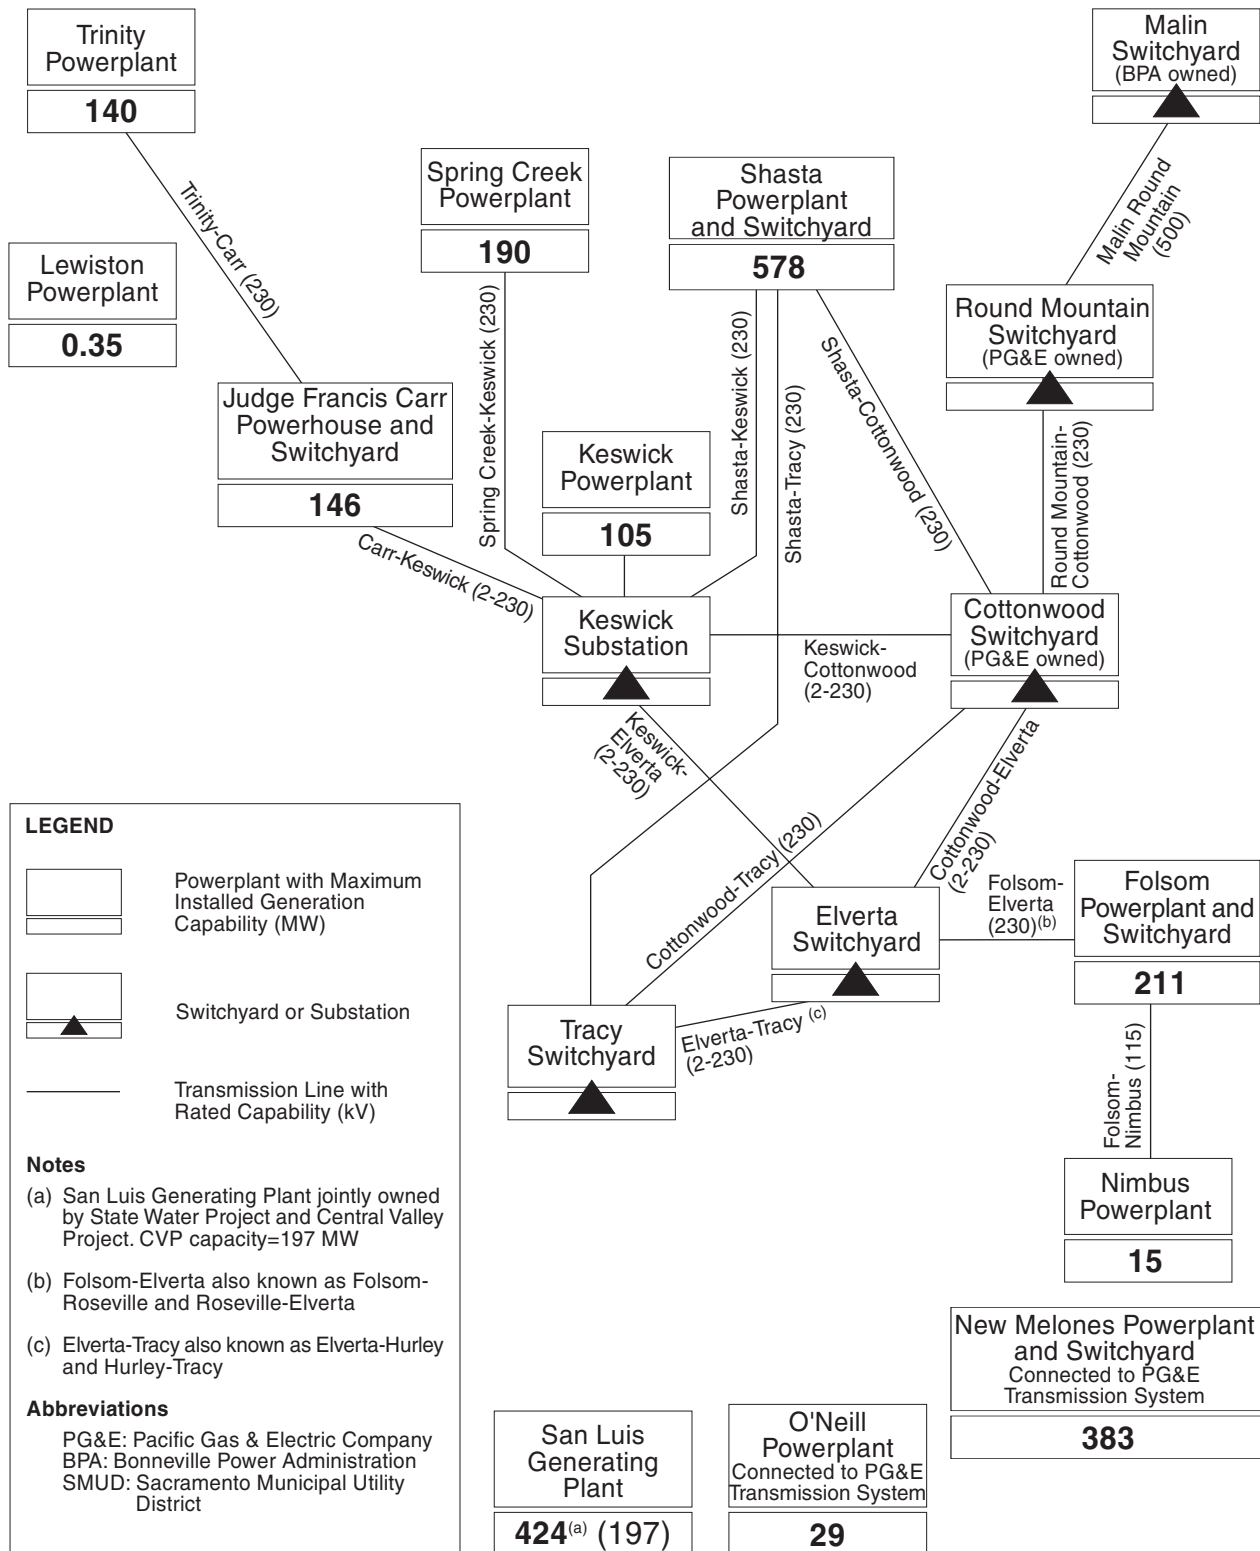 Trinity
Powerplant
140
Malin
Switchyard
(BPA owned)
Spring Creek
Powerplant
190
Shasta
Powerplant
and Switchyard
578
Trinity-Carr (230)
Malin Round
Mountain
(500)
Lewiston
Powerplant
0.35
Round Mountain
Switchyard
(PG&E owned)
Spring Creek-Keswick (230)
Shasta-Keswick (230)
Shasta-Tracy (230)
Shasta-Cottonwood (230)
Judge Francis Carr
Powerhouse and
Switchyard
146
Keswick
Powerplant
105
Round Mountain-
Cottonwood (230)
Carr-Keswick (2-230)
Keswick
Substation
Keswick-
Cottonwood
(2-230)
Cottonwood
Switchyard
(PG&E owned)
Keswick-
Elverta
(2-230)
Cottonwood-Tracy (230)
Cottonwood-Elverta
(2-230)
Folsom-
Elverta
(230)(b)
Folsom
Powerplant and
Switchyard
211
Elverta
Switchyard
Tracy
Switchyard
Elverta-Tracy (c)
(2-230)
Folsom-
Nimbus (115)
Nimbus
Powerplant
15
New Melones Powerplant
and Switchyard
Connected to PG&E
Transmission System
383
San Luis
Generating
Plant
424(a) (197)
O'Neill
Powerplant
Connected to PG&E
Transmission System
29
LEGEND
Powerplant with Maximum
Installed Generation
Capability (MW)
Switchyard or Substation
Transmission Line with
Rated Capability (kV)
Notes
(a) San Luis Generating Plant jointly owned
by State Water Project and Central Valley
Project. CVP capacity=197 MW
(b) Folsom-Elverta also known as Folsom-
Roseville and Roseville-Elverta
(c) Elverta-Tracy also known as Elverta-Hurley
and Hurley-Tracy
Abbreviations
PG&E: Pacific Gas & Electric Company
BPA: Bonneville Power Administration
SMUD: Sacramento Municipal Utility
District